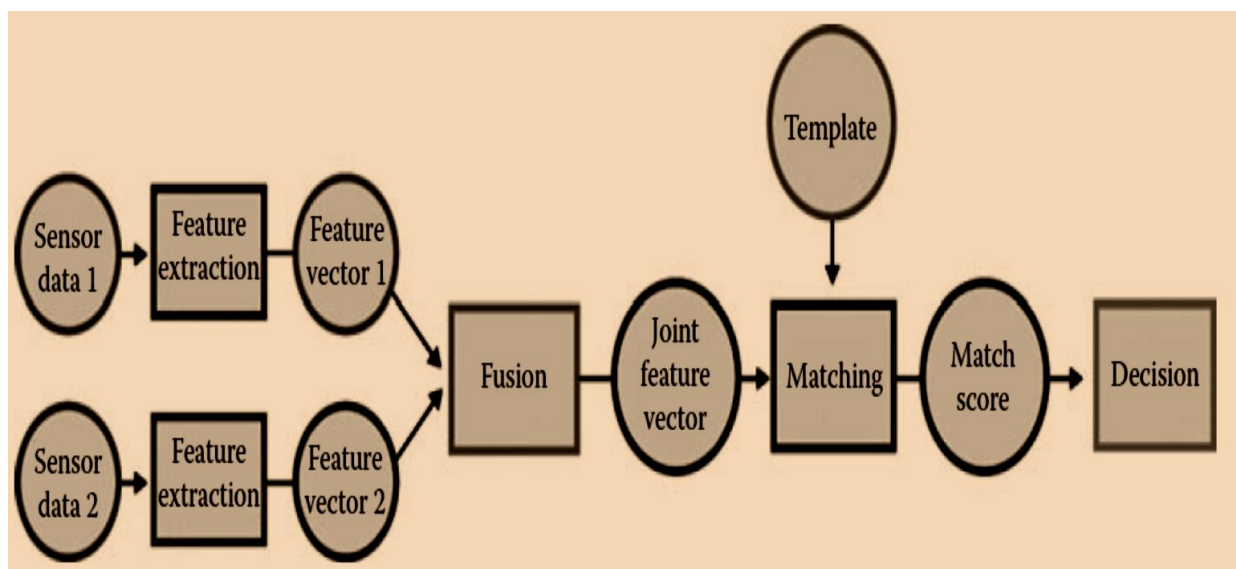 Template
Sensor
data 1
Feature
extraction
Feature
vector 1
Sensor
data 2
Feature
extraction
Feature
vector 2
Fusion
Joint
feature
vector
Matching
Match
score
Decision